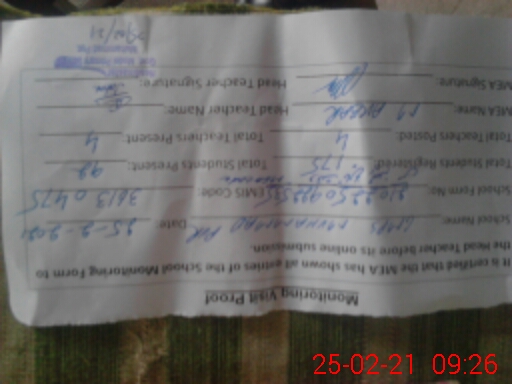 Monitoring Visit Proof
It is certified that the MEA has shown all entries of the School Monitoring Form to
the Head Teacher before its online submission.
School Name: GMPS MUHAMMAD PUR Date: 25-2-2021
School Form No: EMIS Code: 36130475
Total Students Registered: 175 Total Students Present: 98
Total Teachers Posted: 4 Total Teachers Present: 4
MEA Name: Head Teacher Name:
MEA Signature: Head Teacher Signature:
25-02-21 09:26